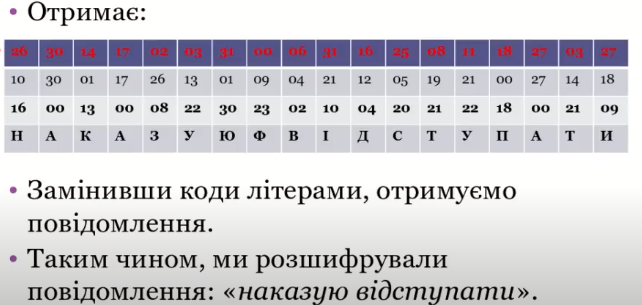 • Отримає:
26 30 14 17 02 03 31 00 06 31 16 25 08 11 18 27 03 27
10 30 01 17 26 13 01 09 04 21 12 05 19 21 00 27 14 18
16 00 13 00 08 22 30 23 02 10 04 20 21 22 18 00 21 09
Н А К А З У Ю Ф В І Д С Т У П А Т И
• Замінивши коди літерами, отримуємо
повідомлення.
• Таким чином, ми розшифрували
повідомлення: «наказую відступати».